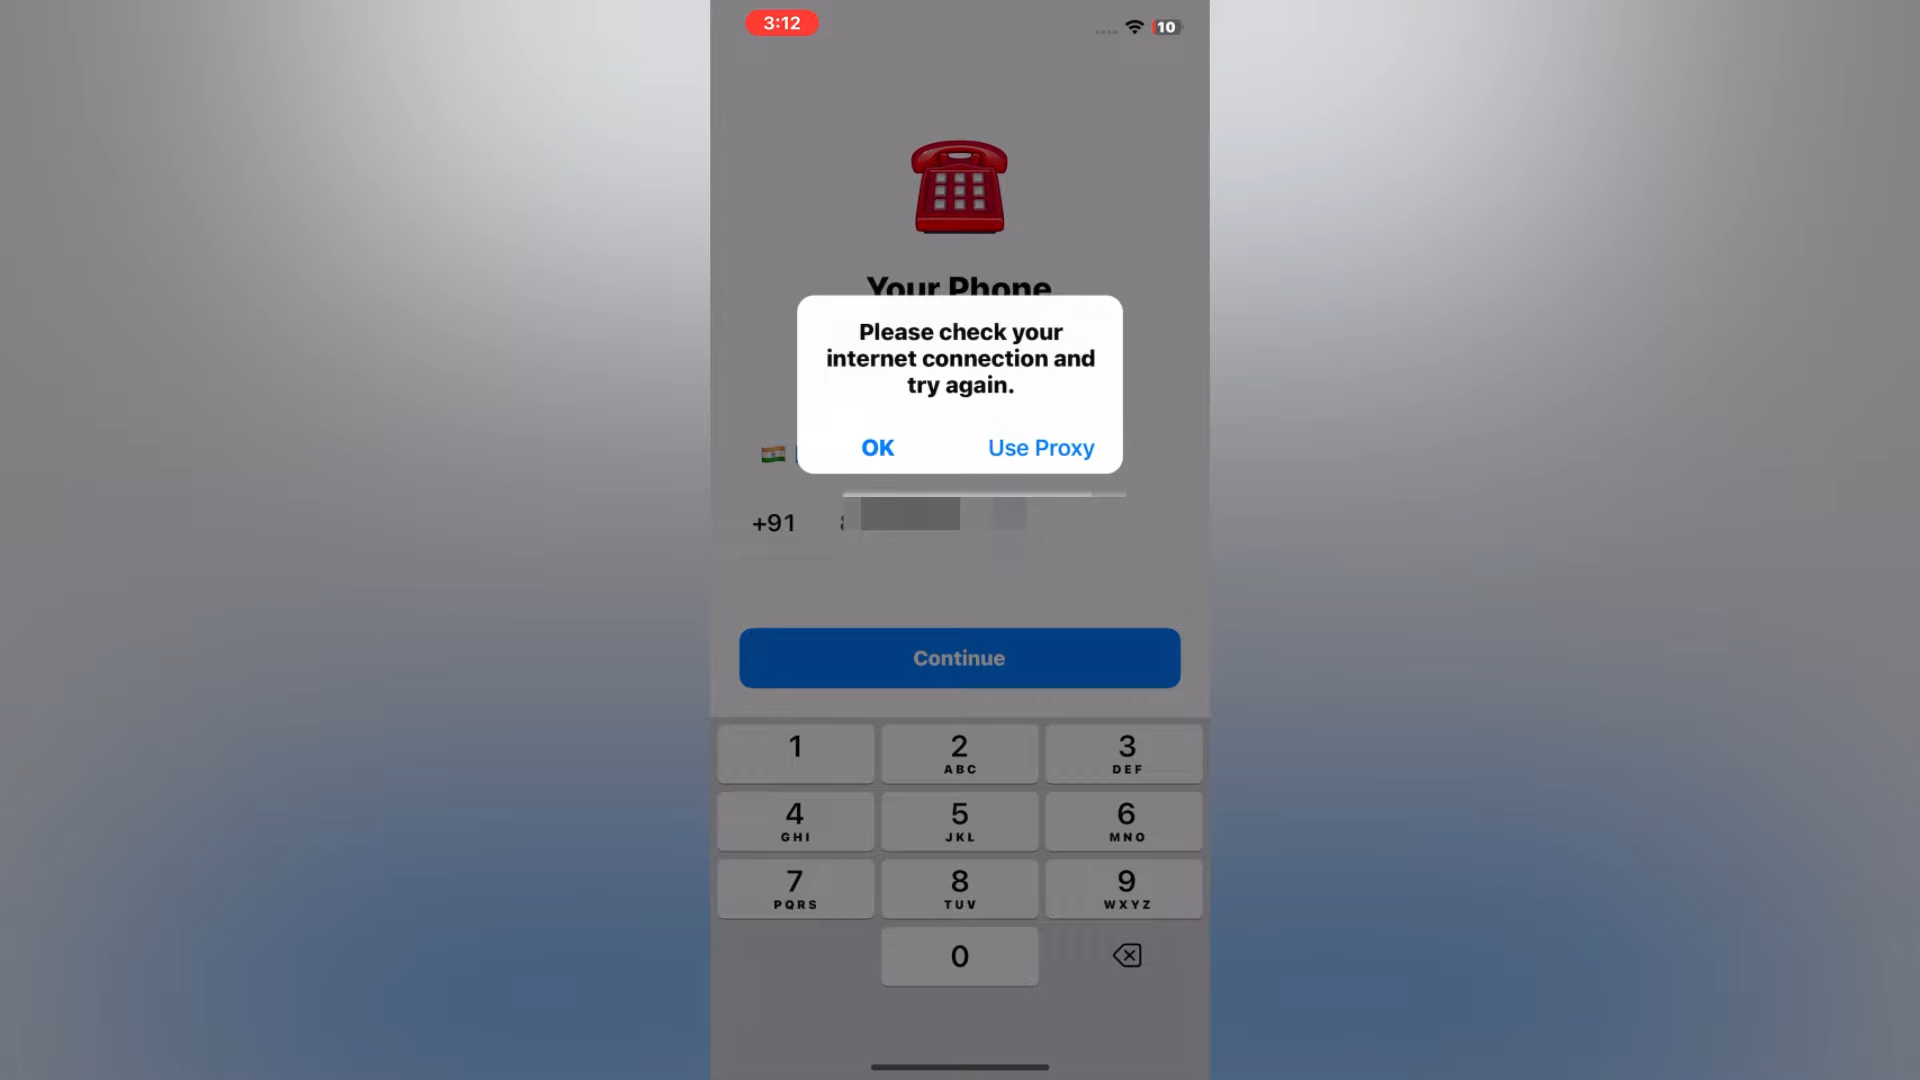 3:12
10
Your Phone
Please check your
internet connection and
try again.
OK Use Proxy
+91
Continue
1 2 3
ABC DEF
4 5 6
GHI JKL MNO
7 8 9
PQRS TUV WXYZ
0